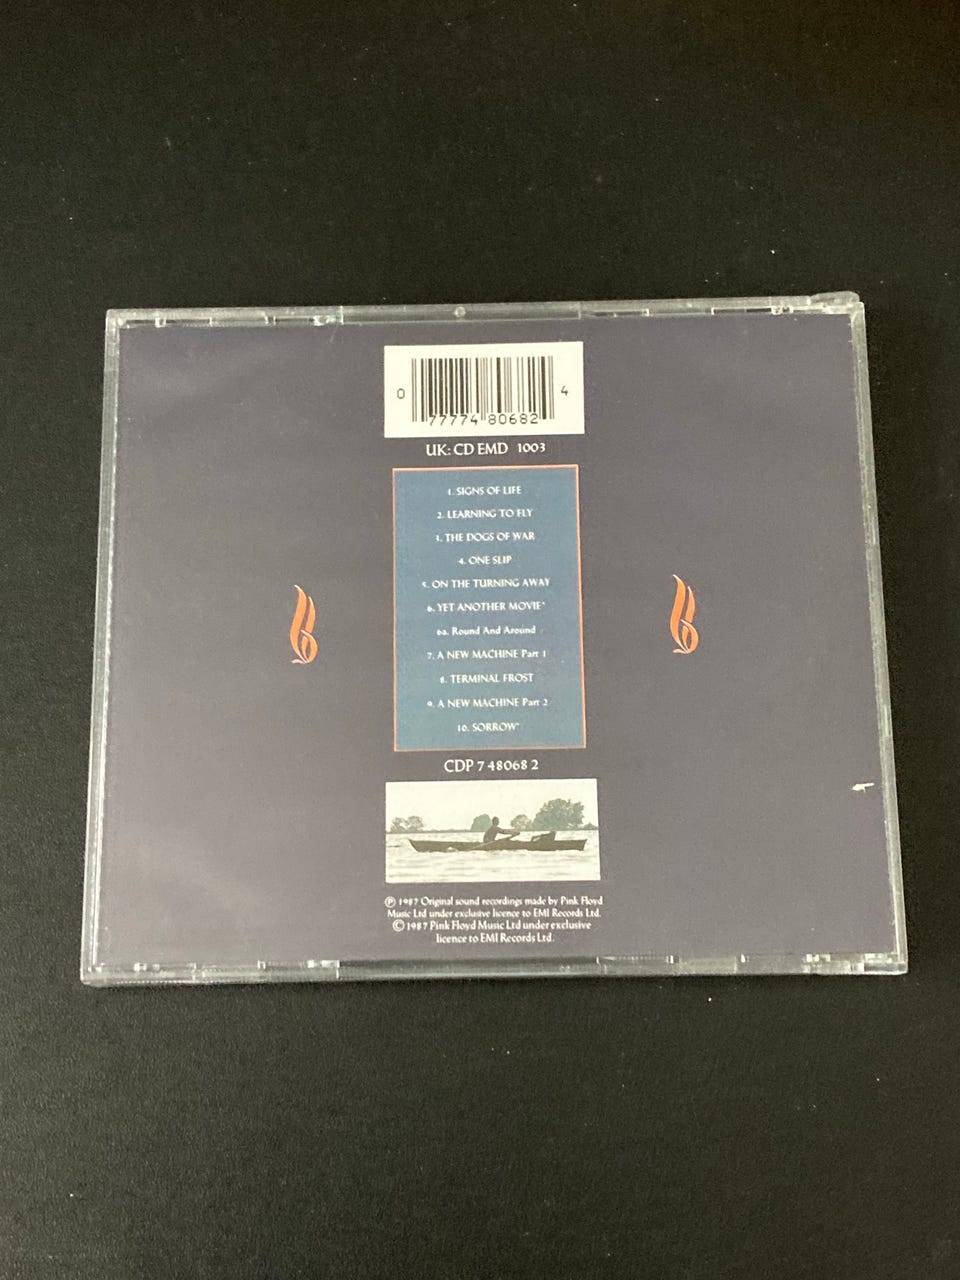 0 77774 80682 4
UK: CD EMD 1003
1. SIGNS OF LIFE
2. LEARNING TO FLY
3. THE DOGS OF WAR
4. ONE SLIP
5. ON THE TURNING AWAY
6. YET ANOTHER MOVIE*
6a. Round And Around
7. A NEW MACHINE Part 1
8. TERMINAL FROST
9. A NEW MACHINE Part 2
10. SORROW*
CDP 7 48068 2
Ⓟ 1987 Original sound recordings made by Pink Floyd
Music Ltd under exclusive licence to EMI Records Ltd.
© 1987 Pink Floyd Music Ltd under exclusive
licence to EMI Records Ltd.